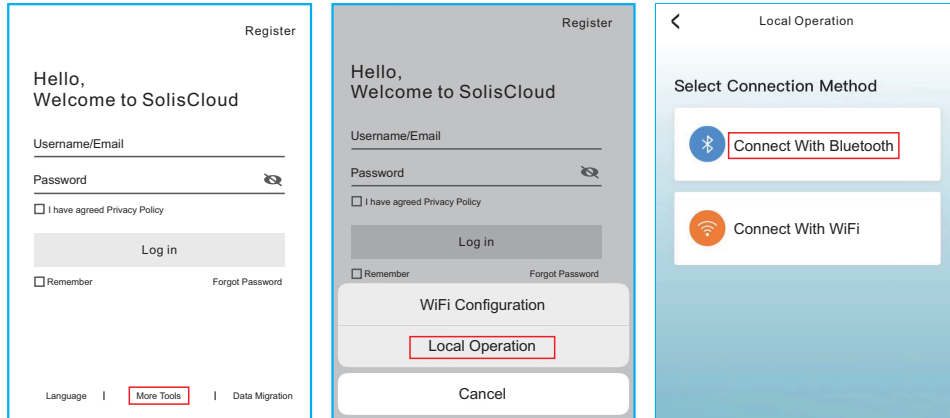 Register
Hello,
Welcome to SolisCloud
Username/Email
Password
I have agreed Privacy Policy
Log in
Remember Forgot Password
Language | More Tools | Data Migration
Register
Hello,
Welcome to SolisCloud
Username/Email
Password
I have agreed Privacy Policy
Log in
Remember Forgot Password
WiFi Configuration
Local Operation
Cancel
Local Operation
Select Connection Method
Connect With Bluetooth
Connect With WiFi